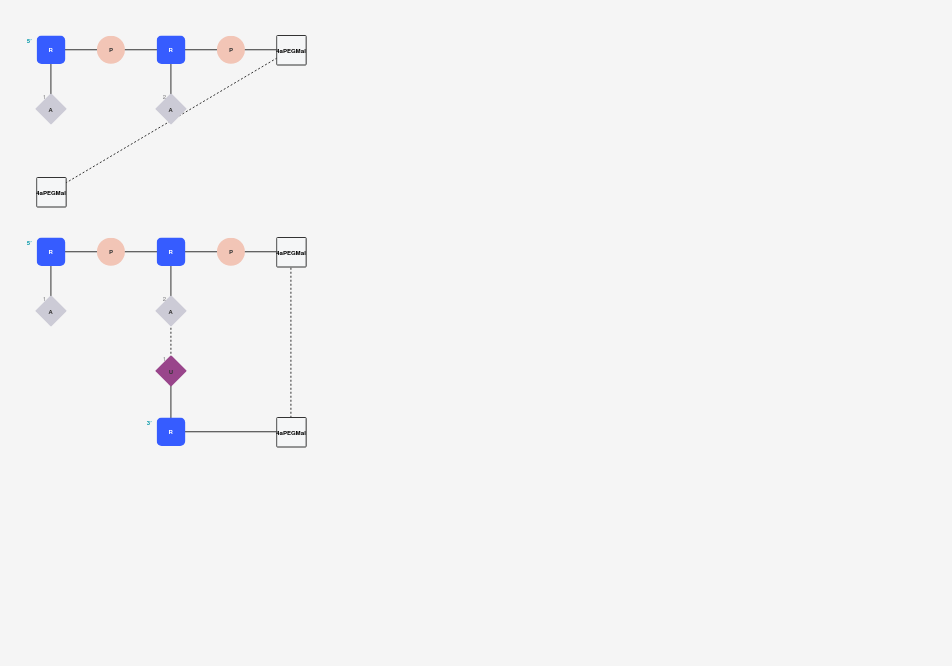 5'
R P R P 4aPEGMal
1 2
A A
4aPEGMal
5'
R P R P 4aPEGMal
1 2
A A
1
U
3'
R 4aPEGMal